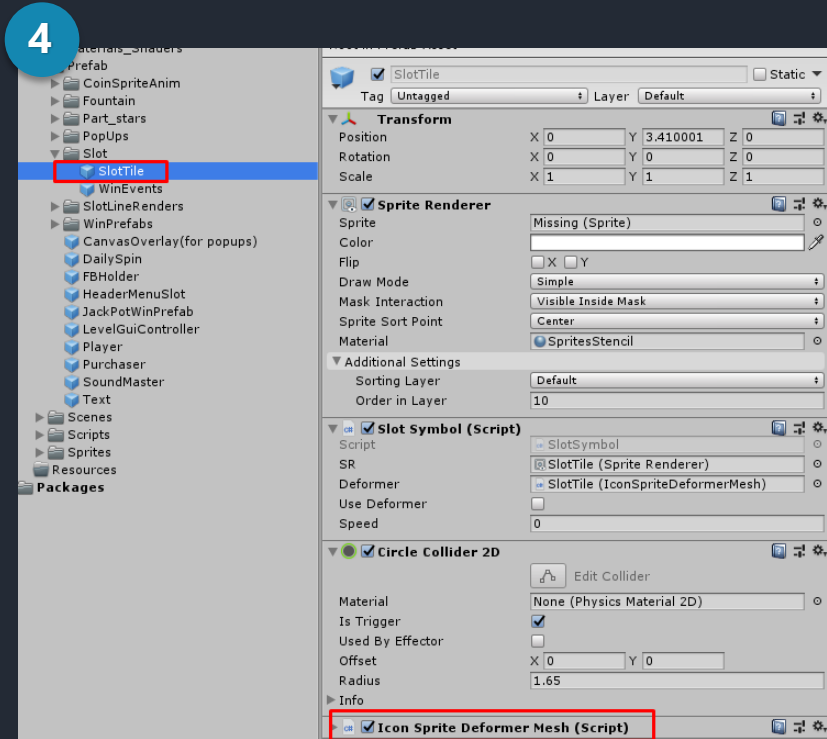 4
Materials_Shaders
Prefab
CoinSpriteAnim
Fountain
Part_stars
PopUps
Slot
SlotTile
WinEvents
SlotLineRenders
WinPrefabs
CanvasOverlay(for popups)
DailySpin
FBHolder
HeaderMenuSlot
JackPotWinPrefab
LevelGuiController
Player
Purchaser
SoundMaster
Text
Scenes
Scripts
Sprites
Resources
Packages
SlotTile Static
Tag Untagged Layer Default
Transform
Position X 0 Y 3.410001 Z 0
Rotation X 0 Y 0 Z 0
Scale X 1 Y 1 Z 1
Sprite Renderer
Sprite Missing (Sprite)
Color
Flip X Y
Draw Mode Simple
Mask Interaction Visible Inside Mask
Sprite Sort Point Center
Material SpritesStencil
Additional Settings
Sorting Layer Default
Order in Layer 10
Slot Symbol (Script)
Script SlotSymbol
SR SlotTile (Sprite Renderer)
Deformer SlotTile (IconSpriteDeformerMesh)
Use Deformer
Speed 0
Circle Collider 2D
Edit Collider
Material None (Physics Material 2D)
Is Trigger
Used By Effector
Offset X 0 Y 0
Radius 1.65
Info
Icon Sprite Deformer Mesh (Script)